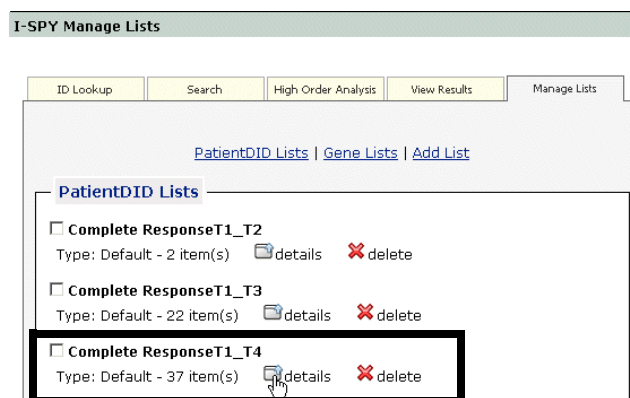 I-SPY Manage Lists
ID Lookup Search High Order Analysis View Results Manage Lists
PatientDID Lists | Gene Lists | Add List
PatientDID Lists
Complete ResponseT1_T2
Type: Default - 2 item(s) details delete
Complete ResponseT1_T3
Type: Default - 22 item(s) details delete
Complete ResponseT1_T4
Type: Default - 37 item(s) details delete